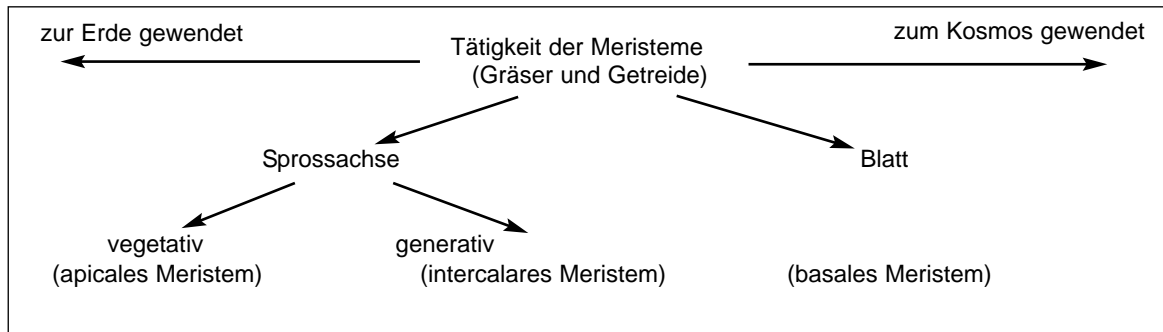 zur Erde gewendet
zum Kosmos gewendet
Tätigkeit der Meristeme
(Gräser und Getreide)
Sprossachse
Blatt
vegetativ
generativ
(apicales Meristem)
(intercalares Meristem)
(basales Meristem)